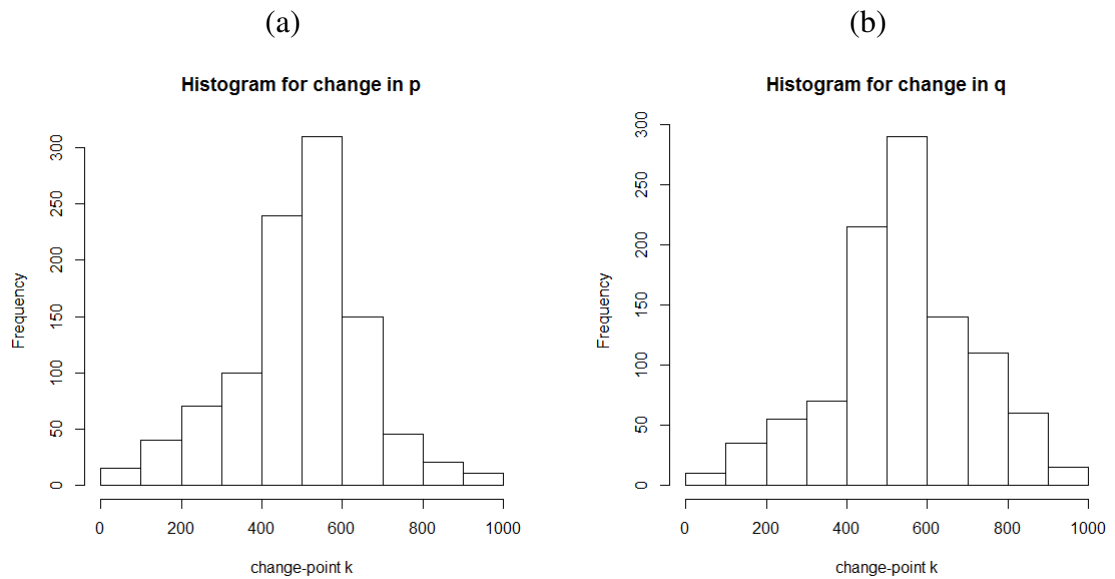 (a)
Histogram for change in p
Frequency
300
250
200
150
100
50
0
0 200 400 600 800 1000
change-point k
(b)
Histogram for change in q
Frequency
300
250
200
150
100
50
0
0 200 400 600 800 1000
change-point k